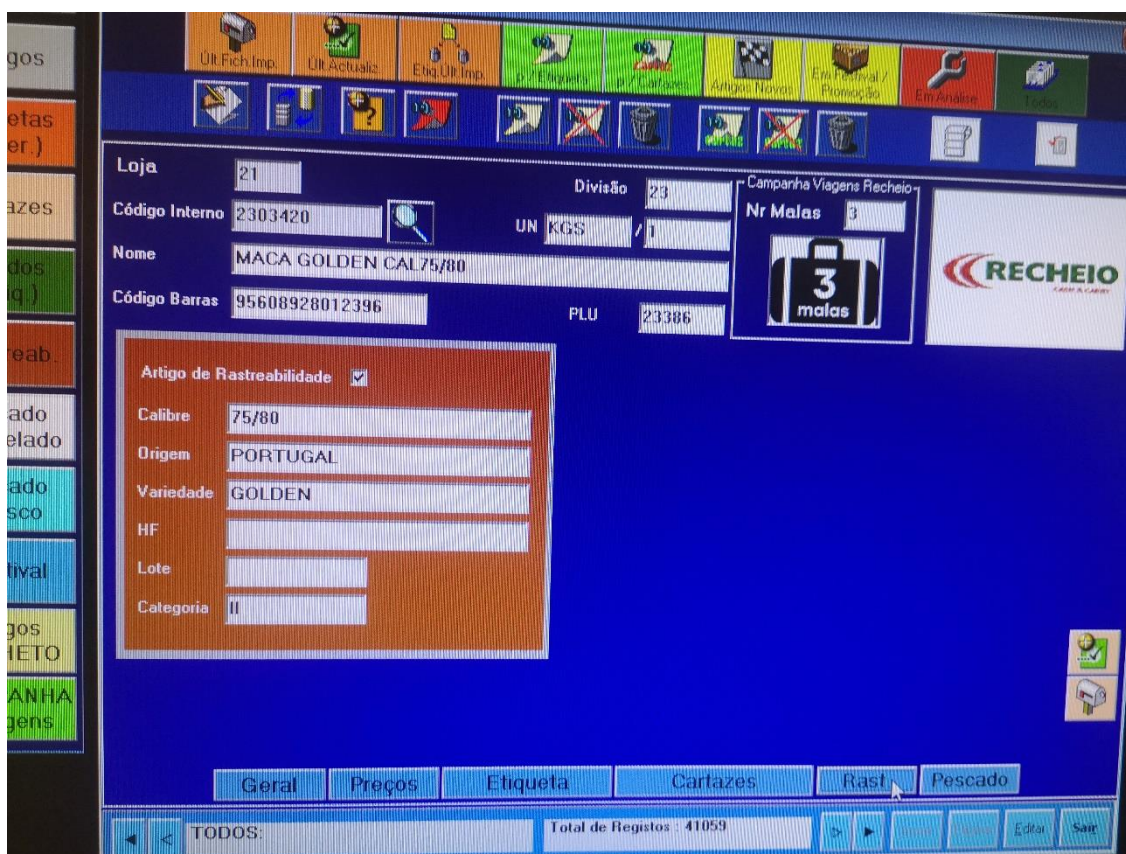 Últ.Fich.Imp.
Últ.Actualiz.
Etiq.Últ.Imp.
p / Etiqueta
p / Cartazes
Artigos Novos
Em Festival /
Promoção
Em Análise
Todos
gos
etas
er.)
azes
dos
q.)
reab.
ado
elado
ado
sco
tival
gos
HETO
ANHA
gens
Loja 21
Divisão 23
Código Interno 2303420
UN KGS / 1
Nome MACA GOLDEN CAL75/80
Código Barras 95608928012396
PLU 23386
Campanha Viagens Recheio
Nr Malas 3
3
malas
RECHEIO
CASH & CARRY
Artigo de Rastreabilidade
Calibre 75/80
Origem PORTUGAL
Variedade GOLDEN
HF
Lote
Categoria II
Geral Preços Etiqueta Cartazes Rast Pescado
TODOS: Total de Registos : 41059 Editar Sair